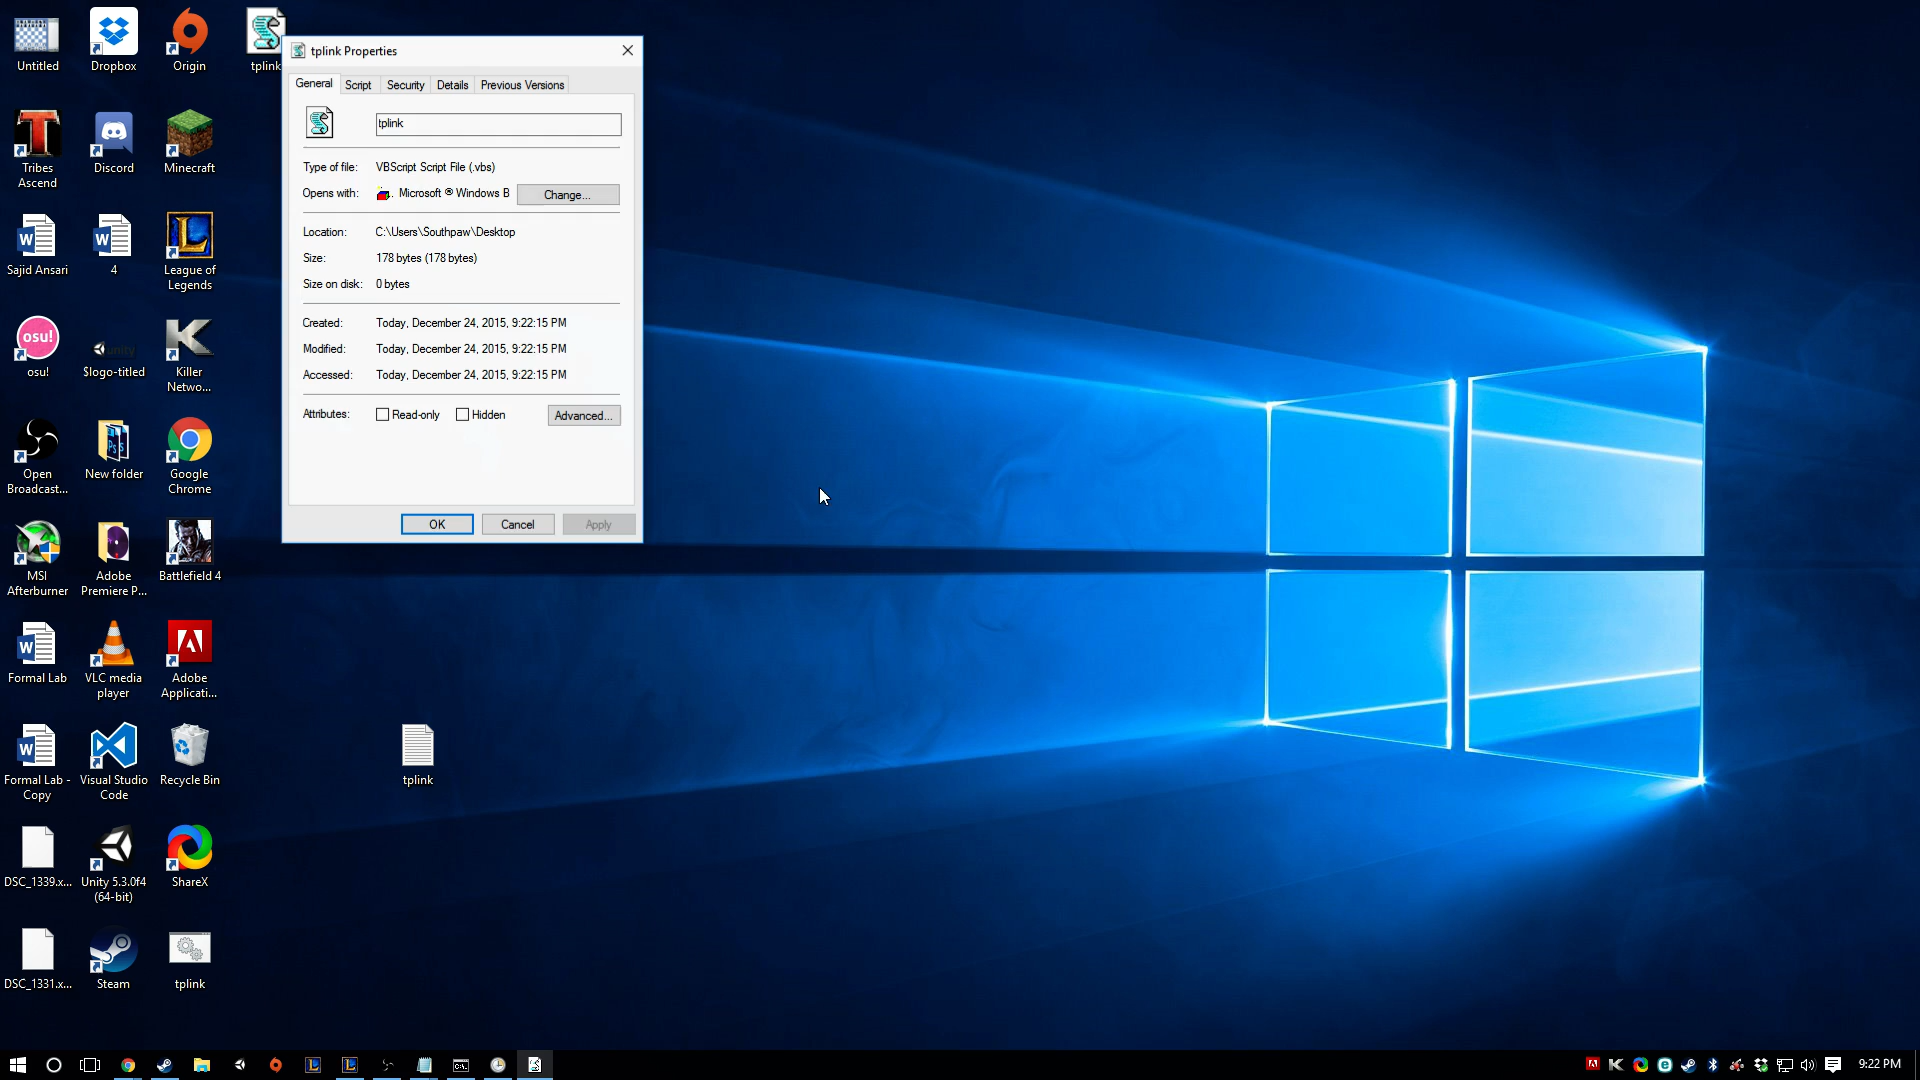 Untitled
Dropbox
Origin
tplink
Tribes
Ascend
Discord
Minecraft
Sajid Ansari
4
League of
Legends
osu!
osu!
unity
$logo-titled
Killer
Netwo...
Open
Broadcast...
New folder
Google
Chrome
MSI
Afterburner
Adobe
Premiere P...
Battlefield 4
Formal Lab
VLC media
player
Adobe
Applicati...
Formal Lab -
Copy
Visual Studio
Code
Recycle Bin
tplink
DSC_1339.x...
Unity 5.3.0f4
(64-bit)
ShareX
DSC_1331.x...
Steam
tplink
tplink Properties
General Script Security Details Previous Versions
tplink
Type of file: VBScript Script File (.vbs)
Opens with: Microsoft ® Windows B Change...
Location: C:\Users\Southpaw\Desktop
Size: 178 bytes (178 bytes)
Size on disk: 0 bytes
Created: Today, December 24, 2015, 9:22:15 PM
Modified: Today, December 24, 2015, 9:22:15 PM
Accessed: Today, December 24, 2015, 9:22:15 PM
Attributes: Read-only Hidden Advanced...
OK Cancel Apply
9:22 PM